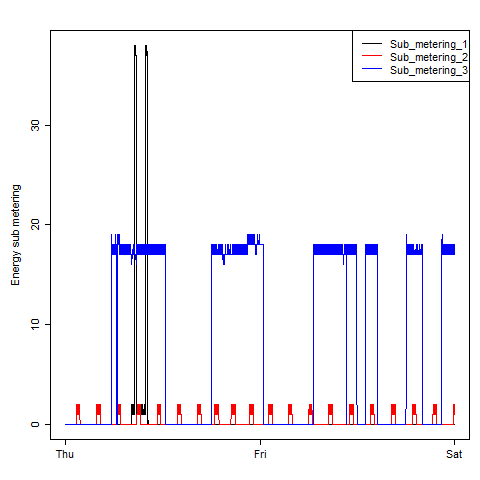 Sub_metering_1
Sub_metering_2
Sub_metering_3
Energy sub metering
30
20
10
0
Thu Fri Sat